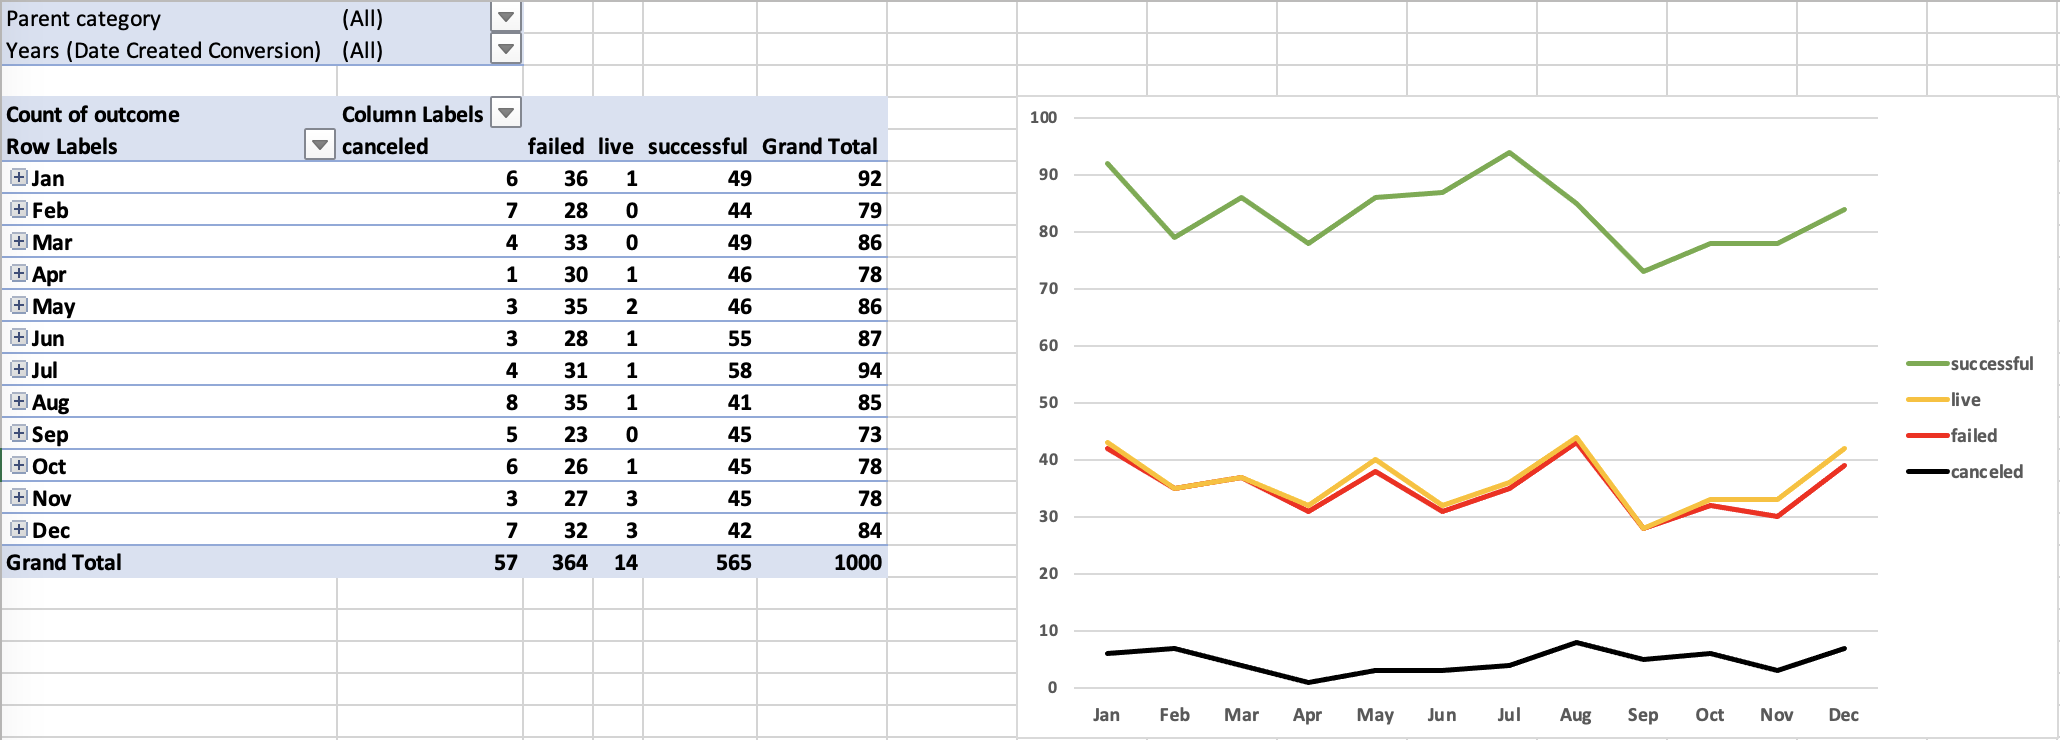 Parent category (All)
Years (Date Created Conversion) (All)
Count of outcome Column Labels
Row Labels canceled failed live successful Grand Total
Jan 6 36 1 49 92
Feb 7 28 0 44 79
Mar 4 33 0 49 86
Apr 1 30 1 46 78
May 3 35 2 46 86
Jun 3 28 1 55 87
Jul 4 31 1 58 94
Aug 8 35 1 41 85
Sep 5 23 0 45 73
Oct 6 26 1 45 78
Nov 3 27 3 45 78
Dec 7 32 3 42 84
Grand Total 57 364 14 565 1000
100
90
80
70
60
50
40
30
20
10
0
Jan Feb Mar Apr May Jun Jul Aug Sep Oct Nov Dec
successful
live
failed
canceled